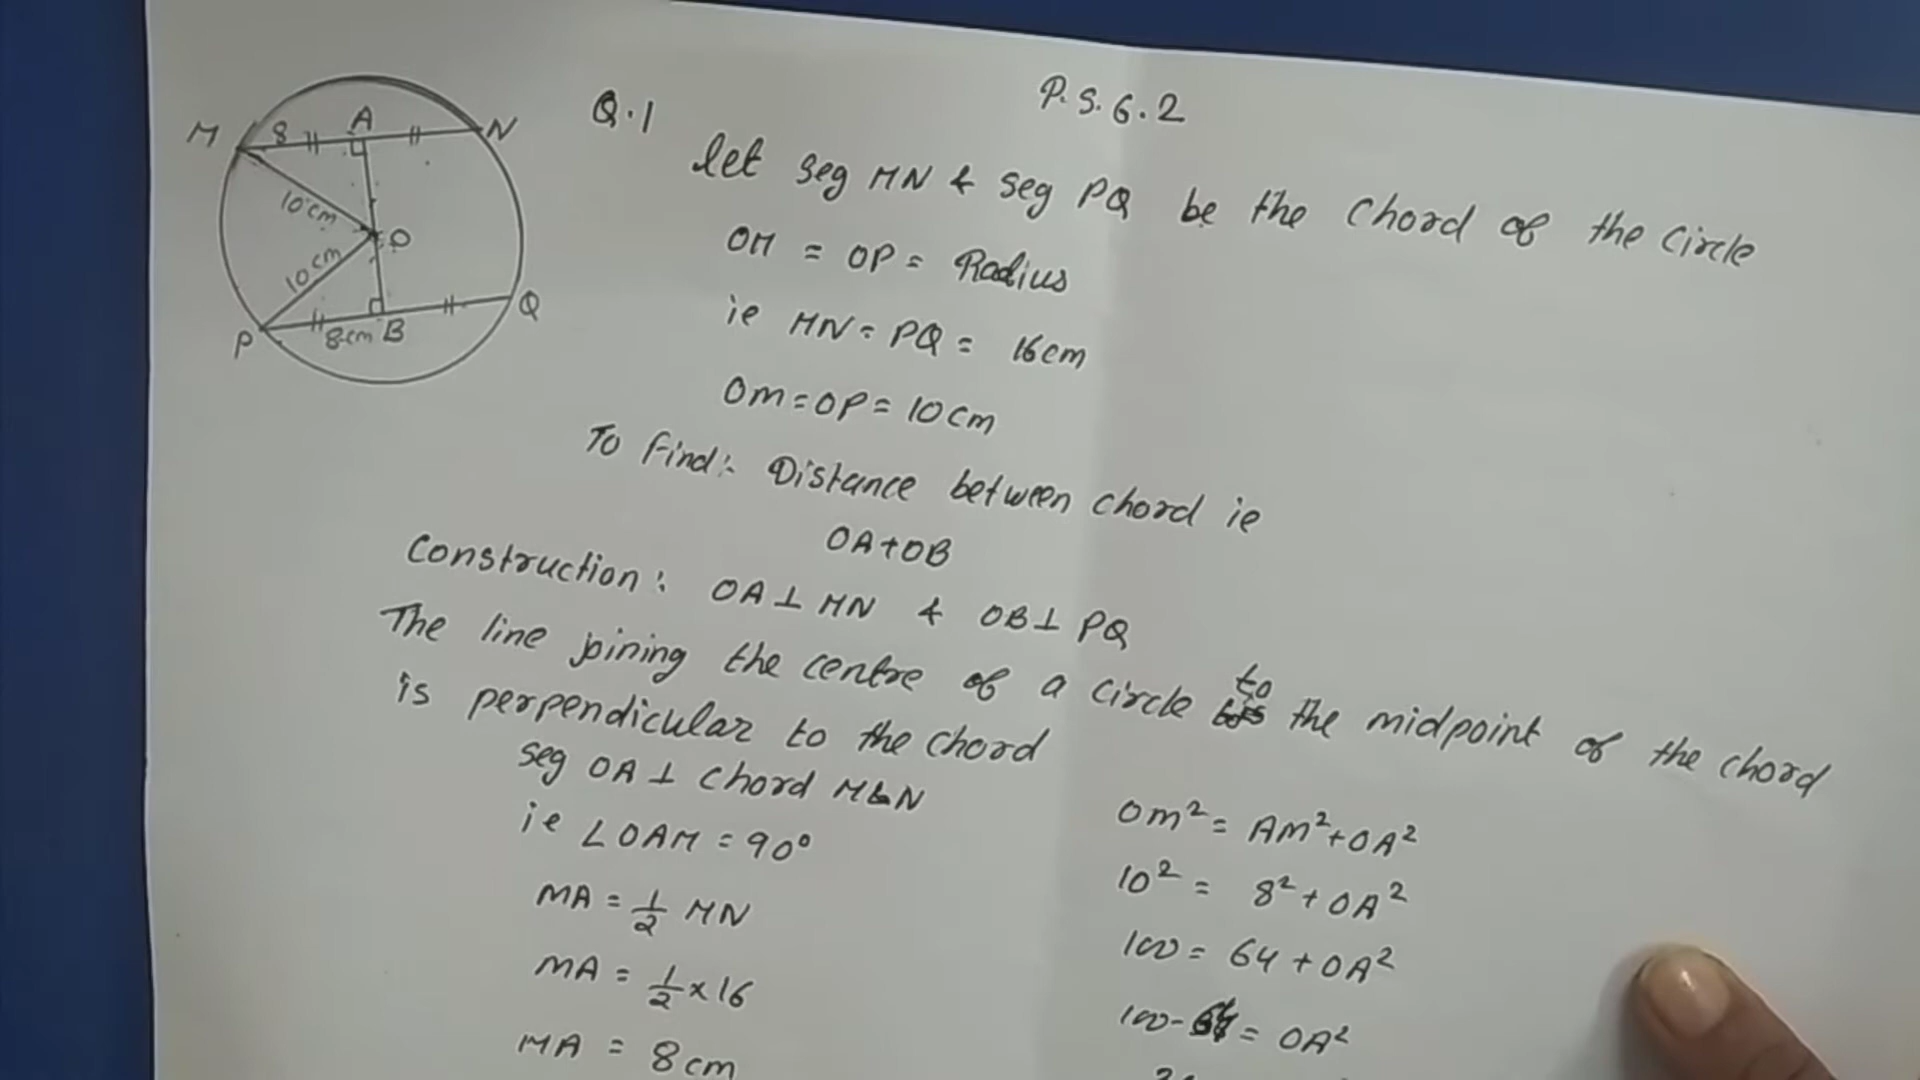 P.S.6.2
Q.1
let seg MN & seg PQ be the chord of the circle
OM = OP = Radius
ie MN = PQ = 16cm
OM = OP = 10cm
To find:- Distance between chord ie
OA+OB
Construction: OA⊥MN & OB⊥PQ
The line joining the centre of a circle to the midpoint of the chord
is perpendicular to the chord
seg OA ⊥ chord MN
ie ∠OAM = 90°
MA = 1/2 MN
MA = 1/2 × 16
MA = 8cm
OM² = AM²+OA²
10² = 8²+OA²
100 = 64+OA²
100-64 = OA²
M
8
A
N
10cm
O
10cm
P
8cm
B
Q